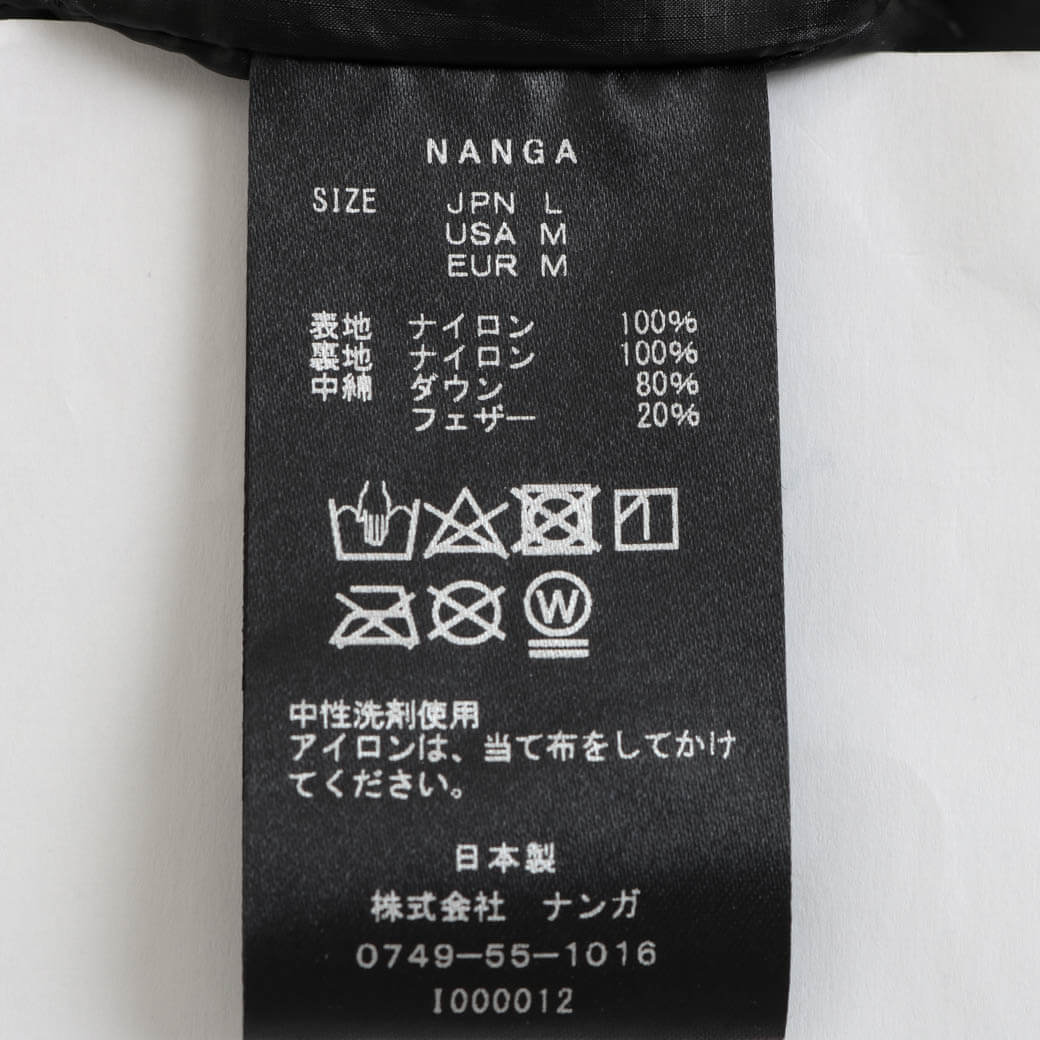 NANGA
SIZE JPN L
USA M
EUR M
表地 ナイロン 100%
裏地 ナイロン 100%
中綿 ダウン 80%
フェザー 20%
W
中性洗剤使用
アイロンは、当て布をしてかけ
てください。
日本製
株式会社 ナンガ
0749-55-1016
I000012